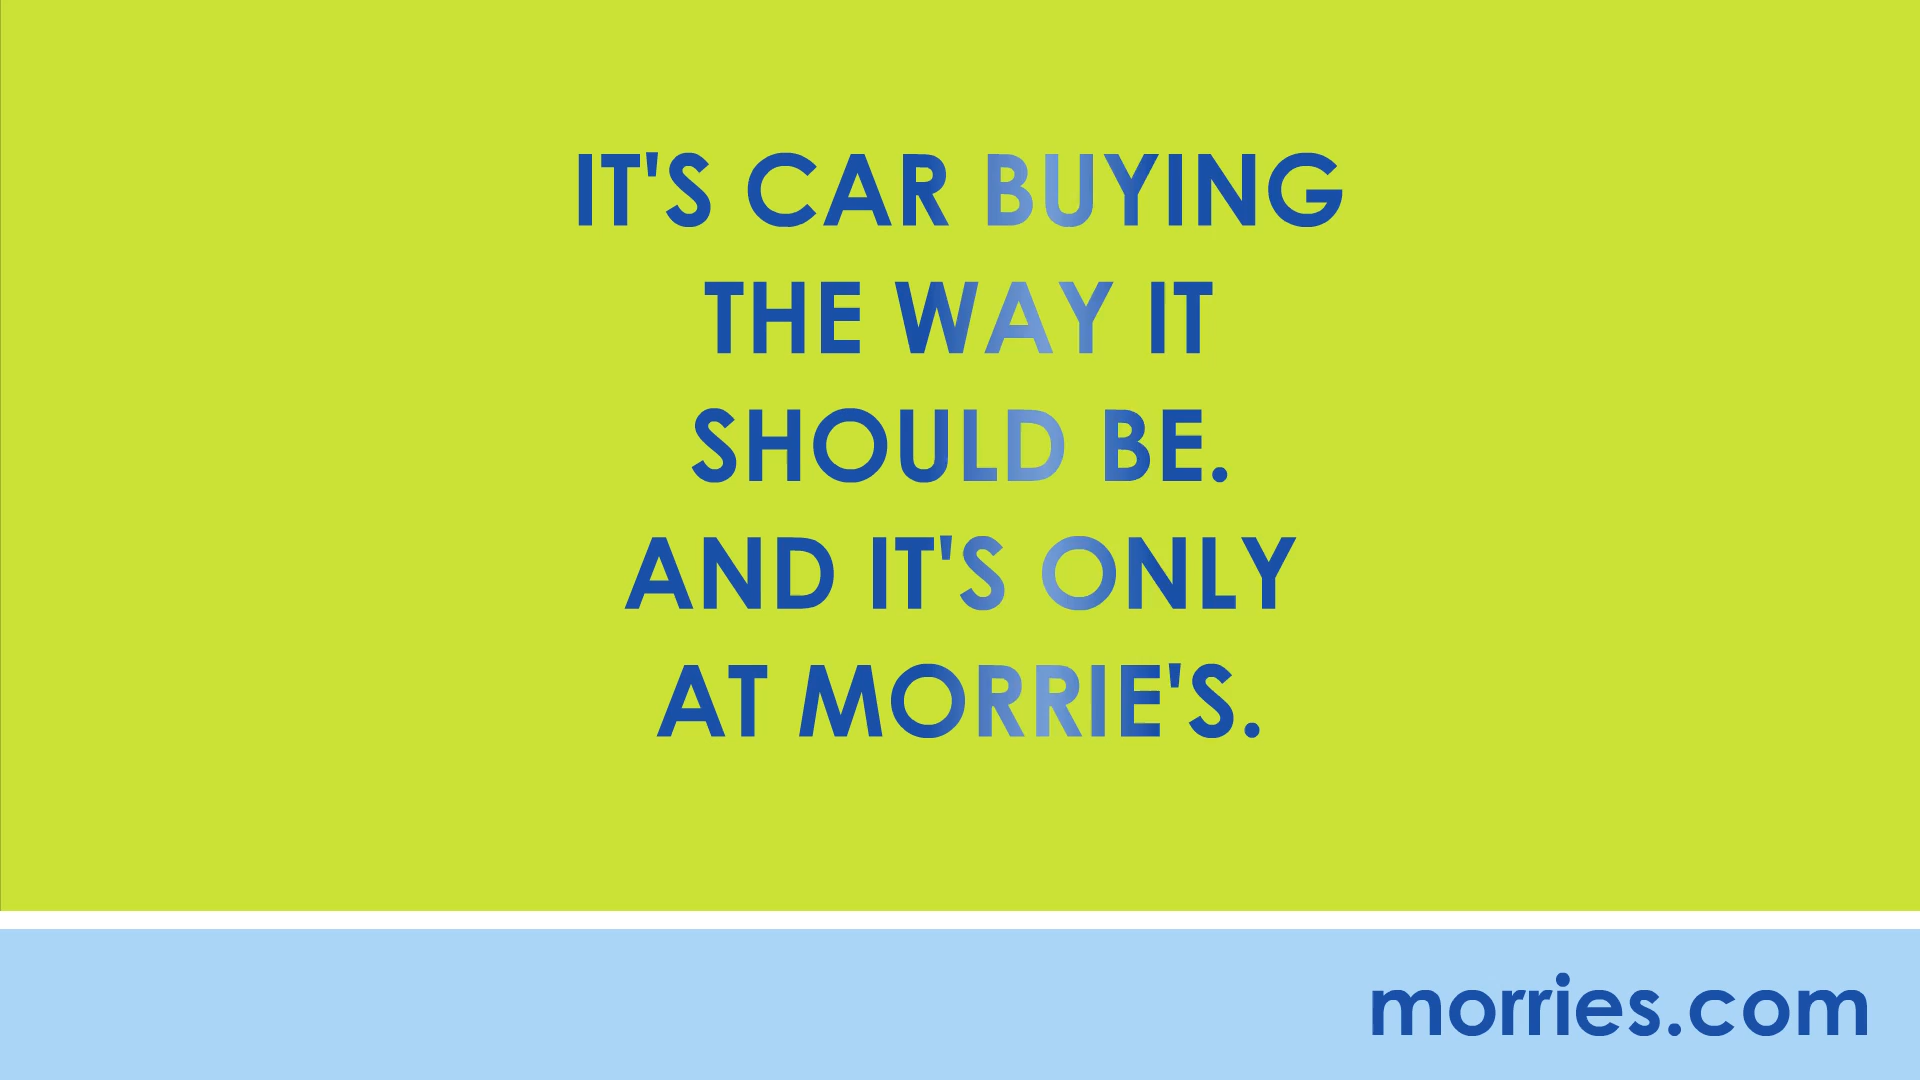 IT'S CAR BUYING
THE WAY IT
SHOULD BE.
AND IT'S ONLY
AT MORRIE'S.
morries.com